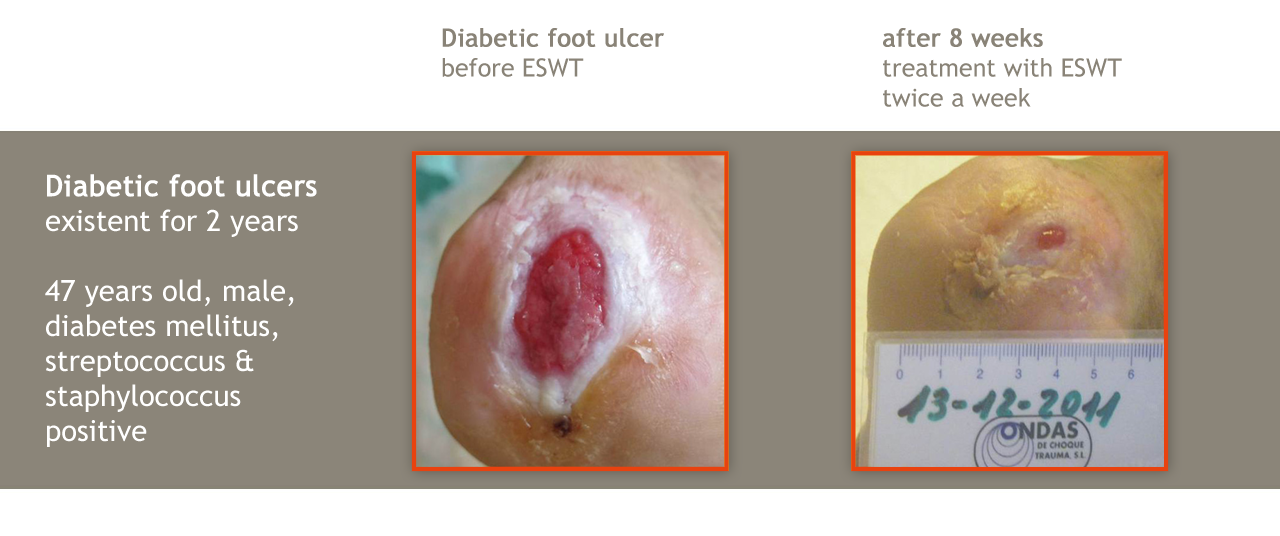 Diabetic foot ulcer
before ESWT
after 8 weeks
treatment with ESWT
twice a week
Diabetic foot ulcers
existent for 2 years
47 years old, male,
diabetes mellitus,
streptococcus &
staphylococcus
positive
0 1 2 3 4 5 6
13-12-2011
ONDAS
DE CHOQUE
TRAUMA, S.L